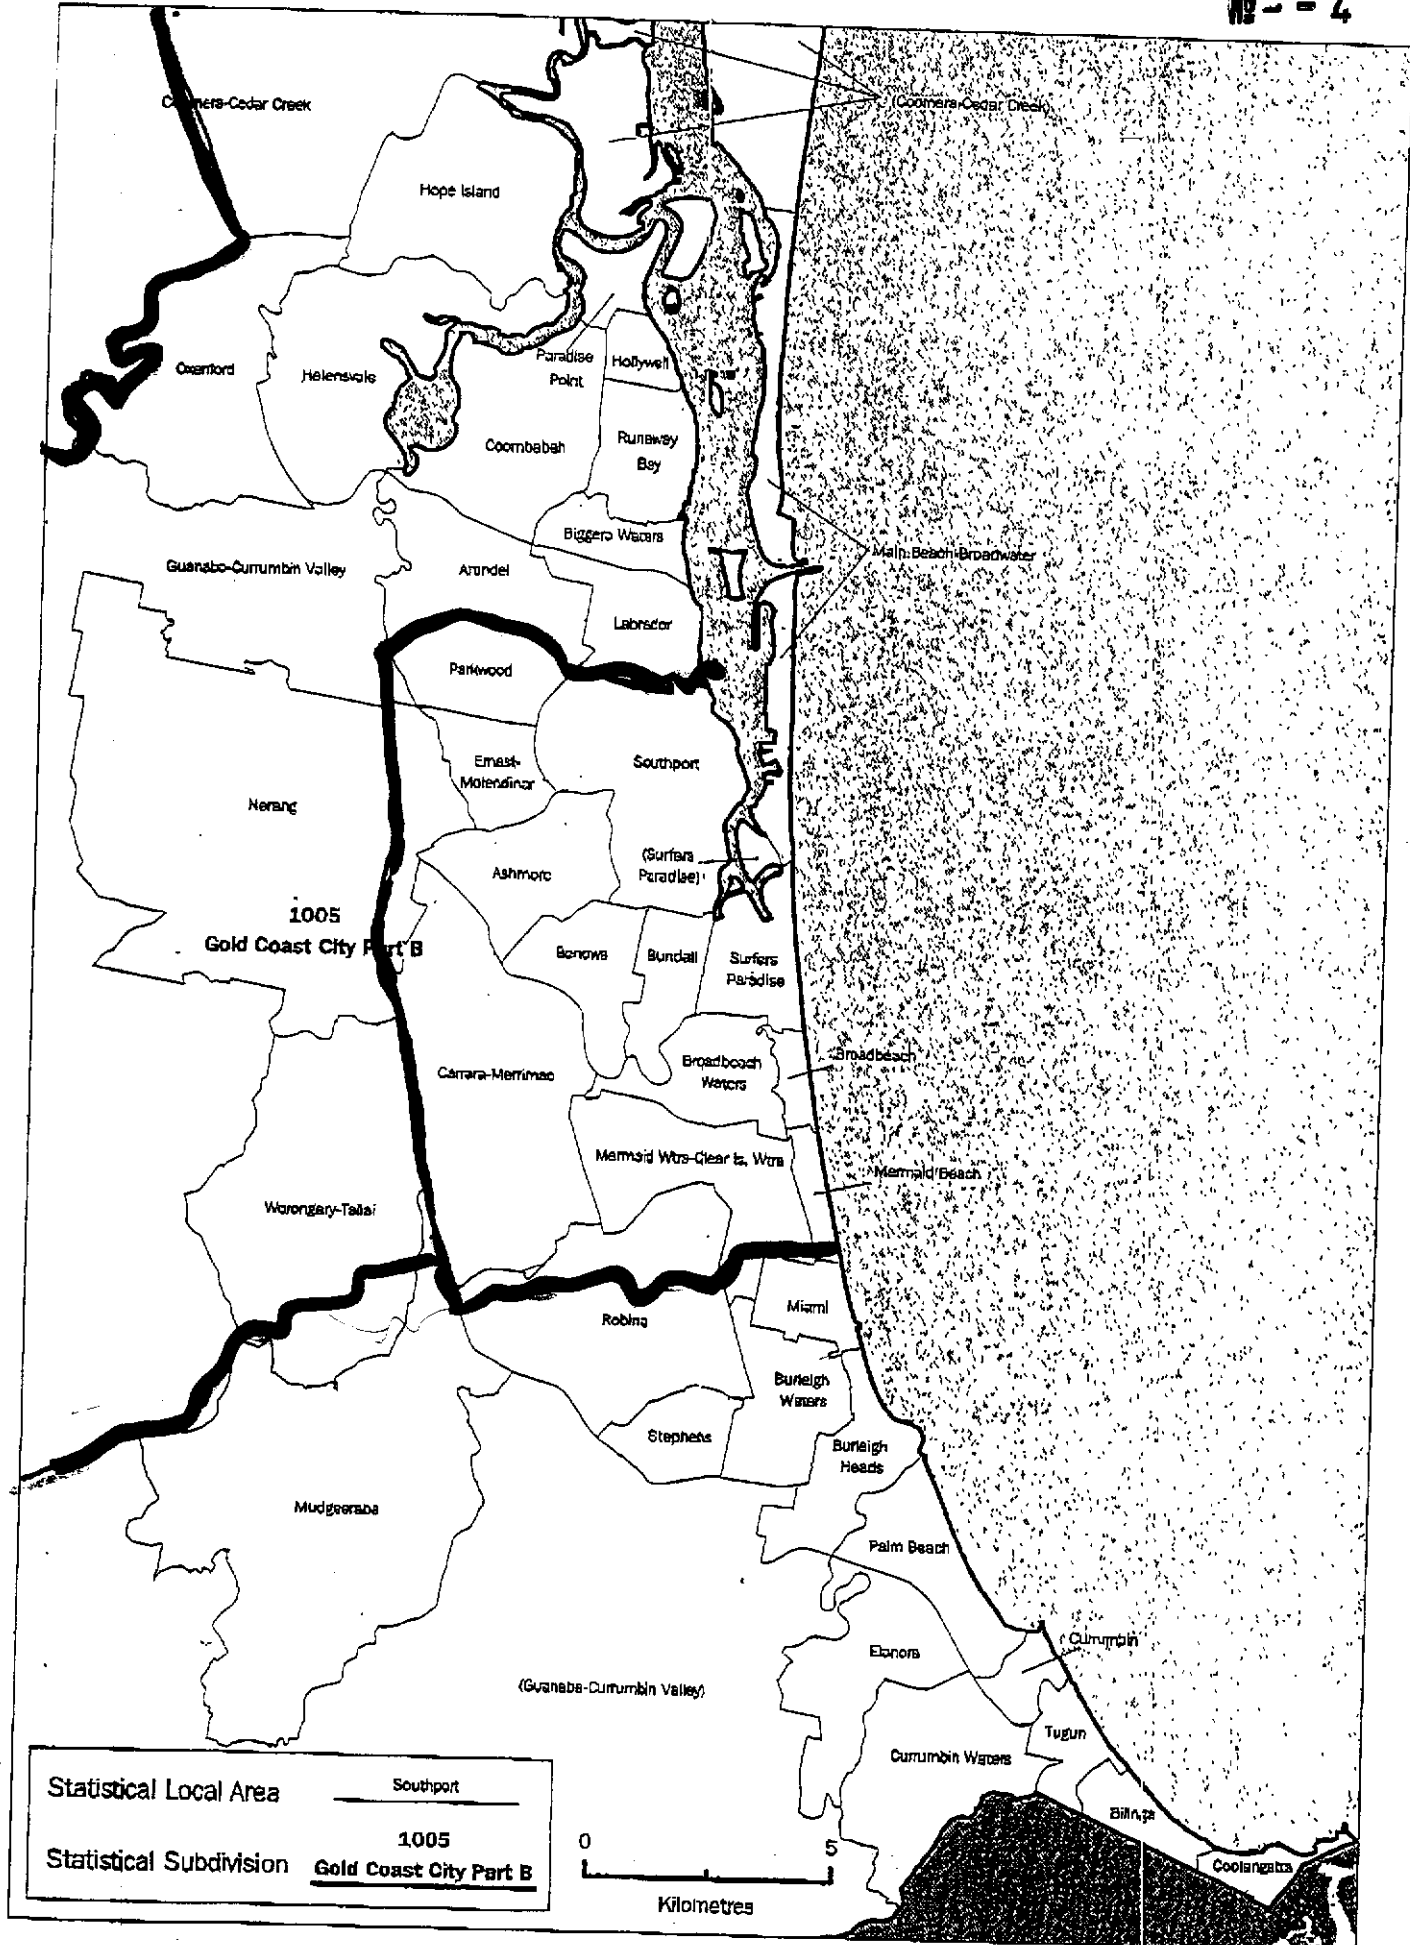 4
Coomera-Cedar Creek
(Coomera-Cedar Creek)
Hope Island
Oxenford
Helensvale
Paradise
Point
Hollywell
Coombabah
Runaway
Bay
Biggera Waters
Main Beach-Broadwater
Guanaba-Currumbin Valley
Arundel
Labrador
Parkwood
Ernest-
Molendinar
Southport
Nerang
(Surfers
Paradise)
Ashmore
1005
Gold Coast City Part B
Benowa
Bundall
Surfers
Paradise
Broadbeach
Broadbeach
Waters
Carrara-Merrimac
Mermaid Wtrs-Clear Is. Wtrs
Mermaid Beach
Worongary-Tallai
Miami
Robina
Burleigh
Waters
Stephens
Burleigh
Heads
Mudgeeraba
Palm Beach
Currumbin
Elanora
(Guanaba-Currumbin Valley)
Tugun
Currumbin Waters
Bilinga
Coolangatta
Statistical Local Area
Southport
1005
Statistical Subdivision
Gold Coast City Part B
0
5
Kilometres